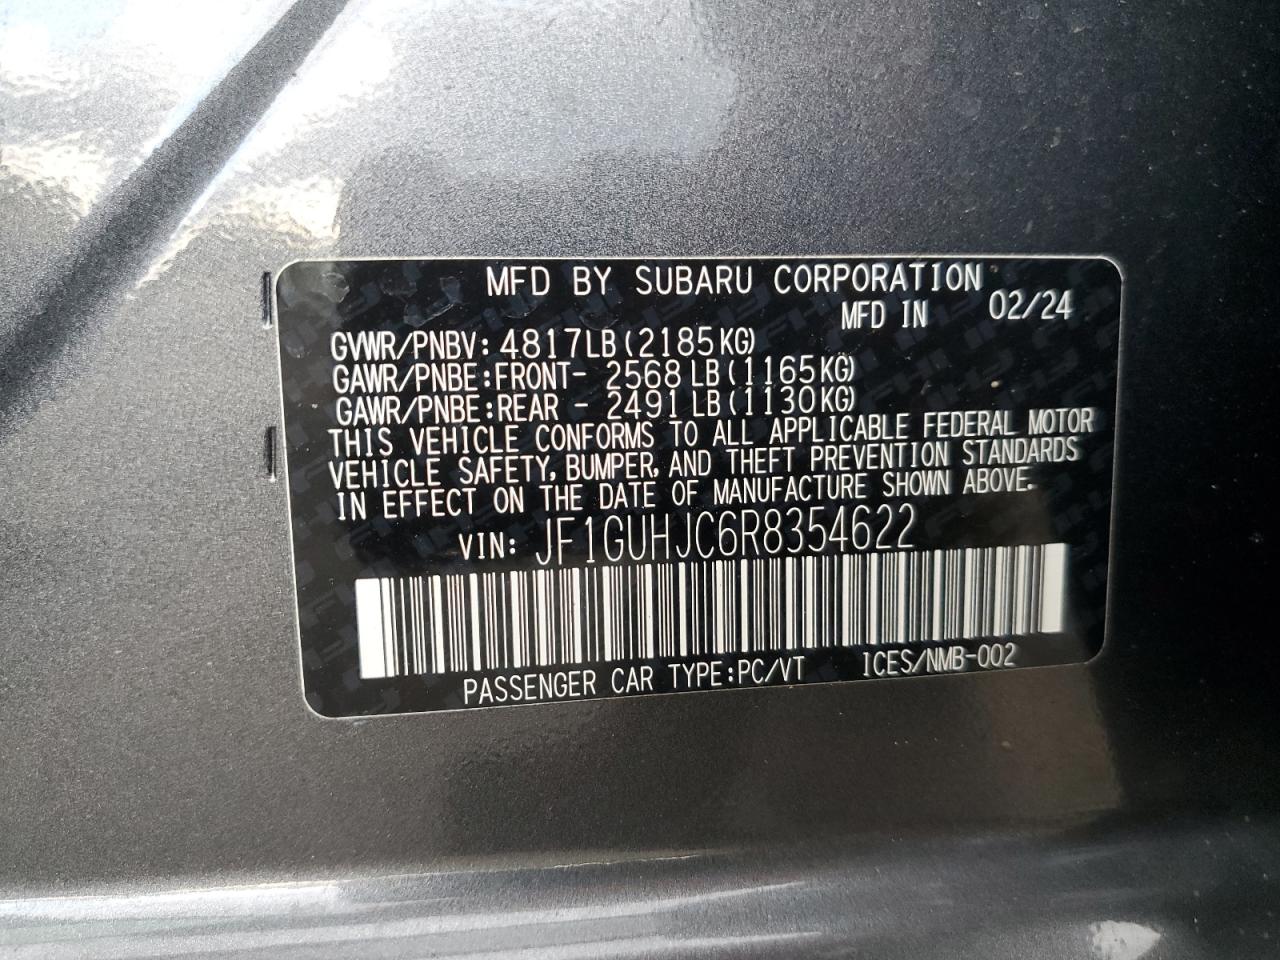 MFD BY SUBARU CORPORATION
MFD IN 02/24
GVWR/PNBV: 4817LB(2185KG)
GAWR/PNBE:FRONT- 2568 LB(1165KG)
GAWR/PNBE:REAR - 2491 LB(1130KG)
THIS VEHICLE CONFORMS TO ALL APPLICABLE FEDERAL MOTOR
VEHICLE SAFETY, BUMPER, AND THEFT PREVENTION STANDARDS
IN EFFECT ON THE DATE OF MANUFACTURE SHOWN ABOVE.
VIN: JF1GUHJC6R8354622
PASSENGER CAR TYPE:PC/VT ICES/NMB-002